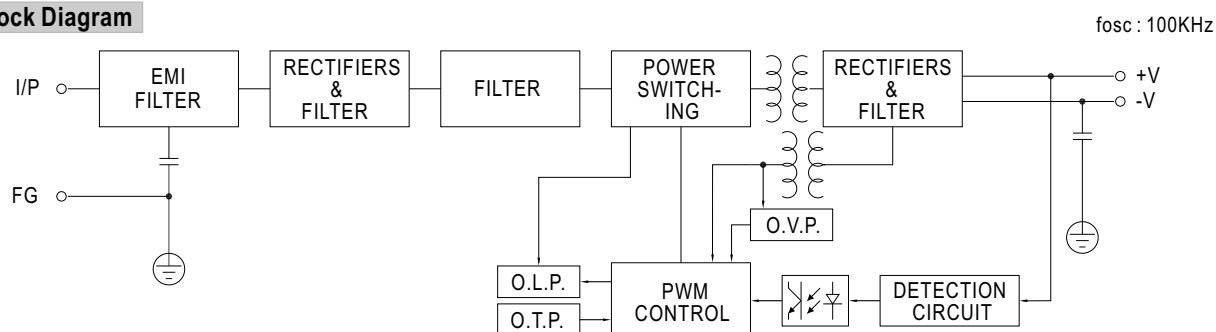 ock Diagram
fosc : 100KHz
I/P
EMI
FILTER
RECTIFIERS
&
FILTER
FILTER
POWER
SWITCH-
ING
RECTIFIERS
&
FILTER
+V
-V
FG
O.V.P.
O.L.P.
O.T.P.
PWM
CONTROL
DETECTION
CIRCUIT